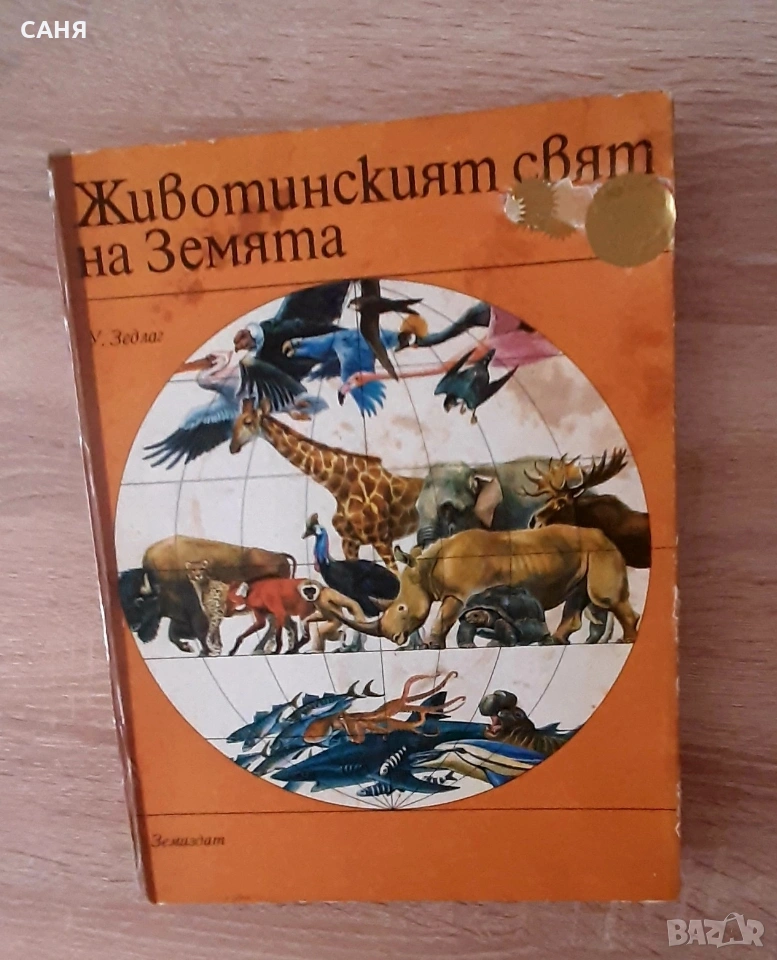 САНЯ
Животинският свят
на Земята
У. Зедлаг
Земиздат
BAZAR